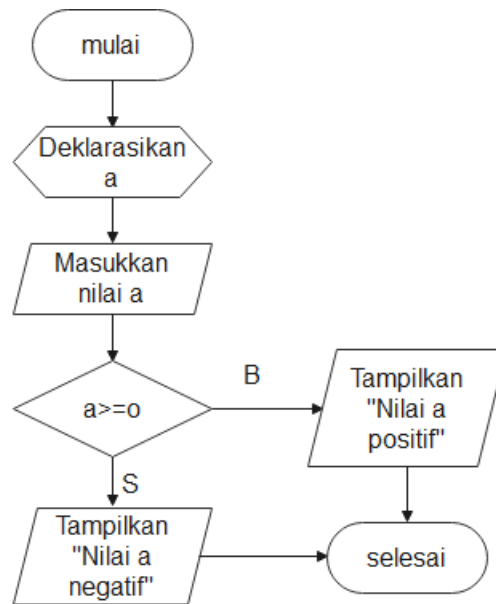 mulai
Deklarasikan
a
Masukkan
nilai a
a>=o
B
Tampilkan
"Nilai a
positif"
S
Tampilkan
"Nilai a
negatif"
selesai